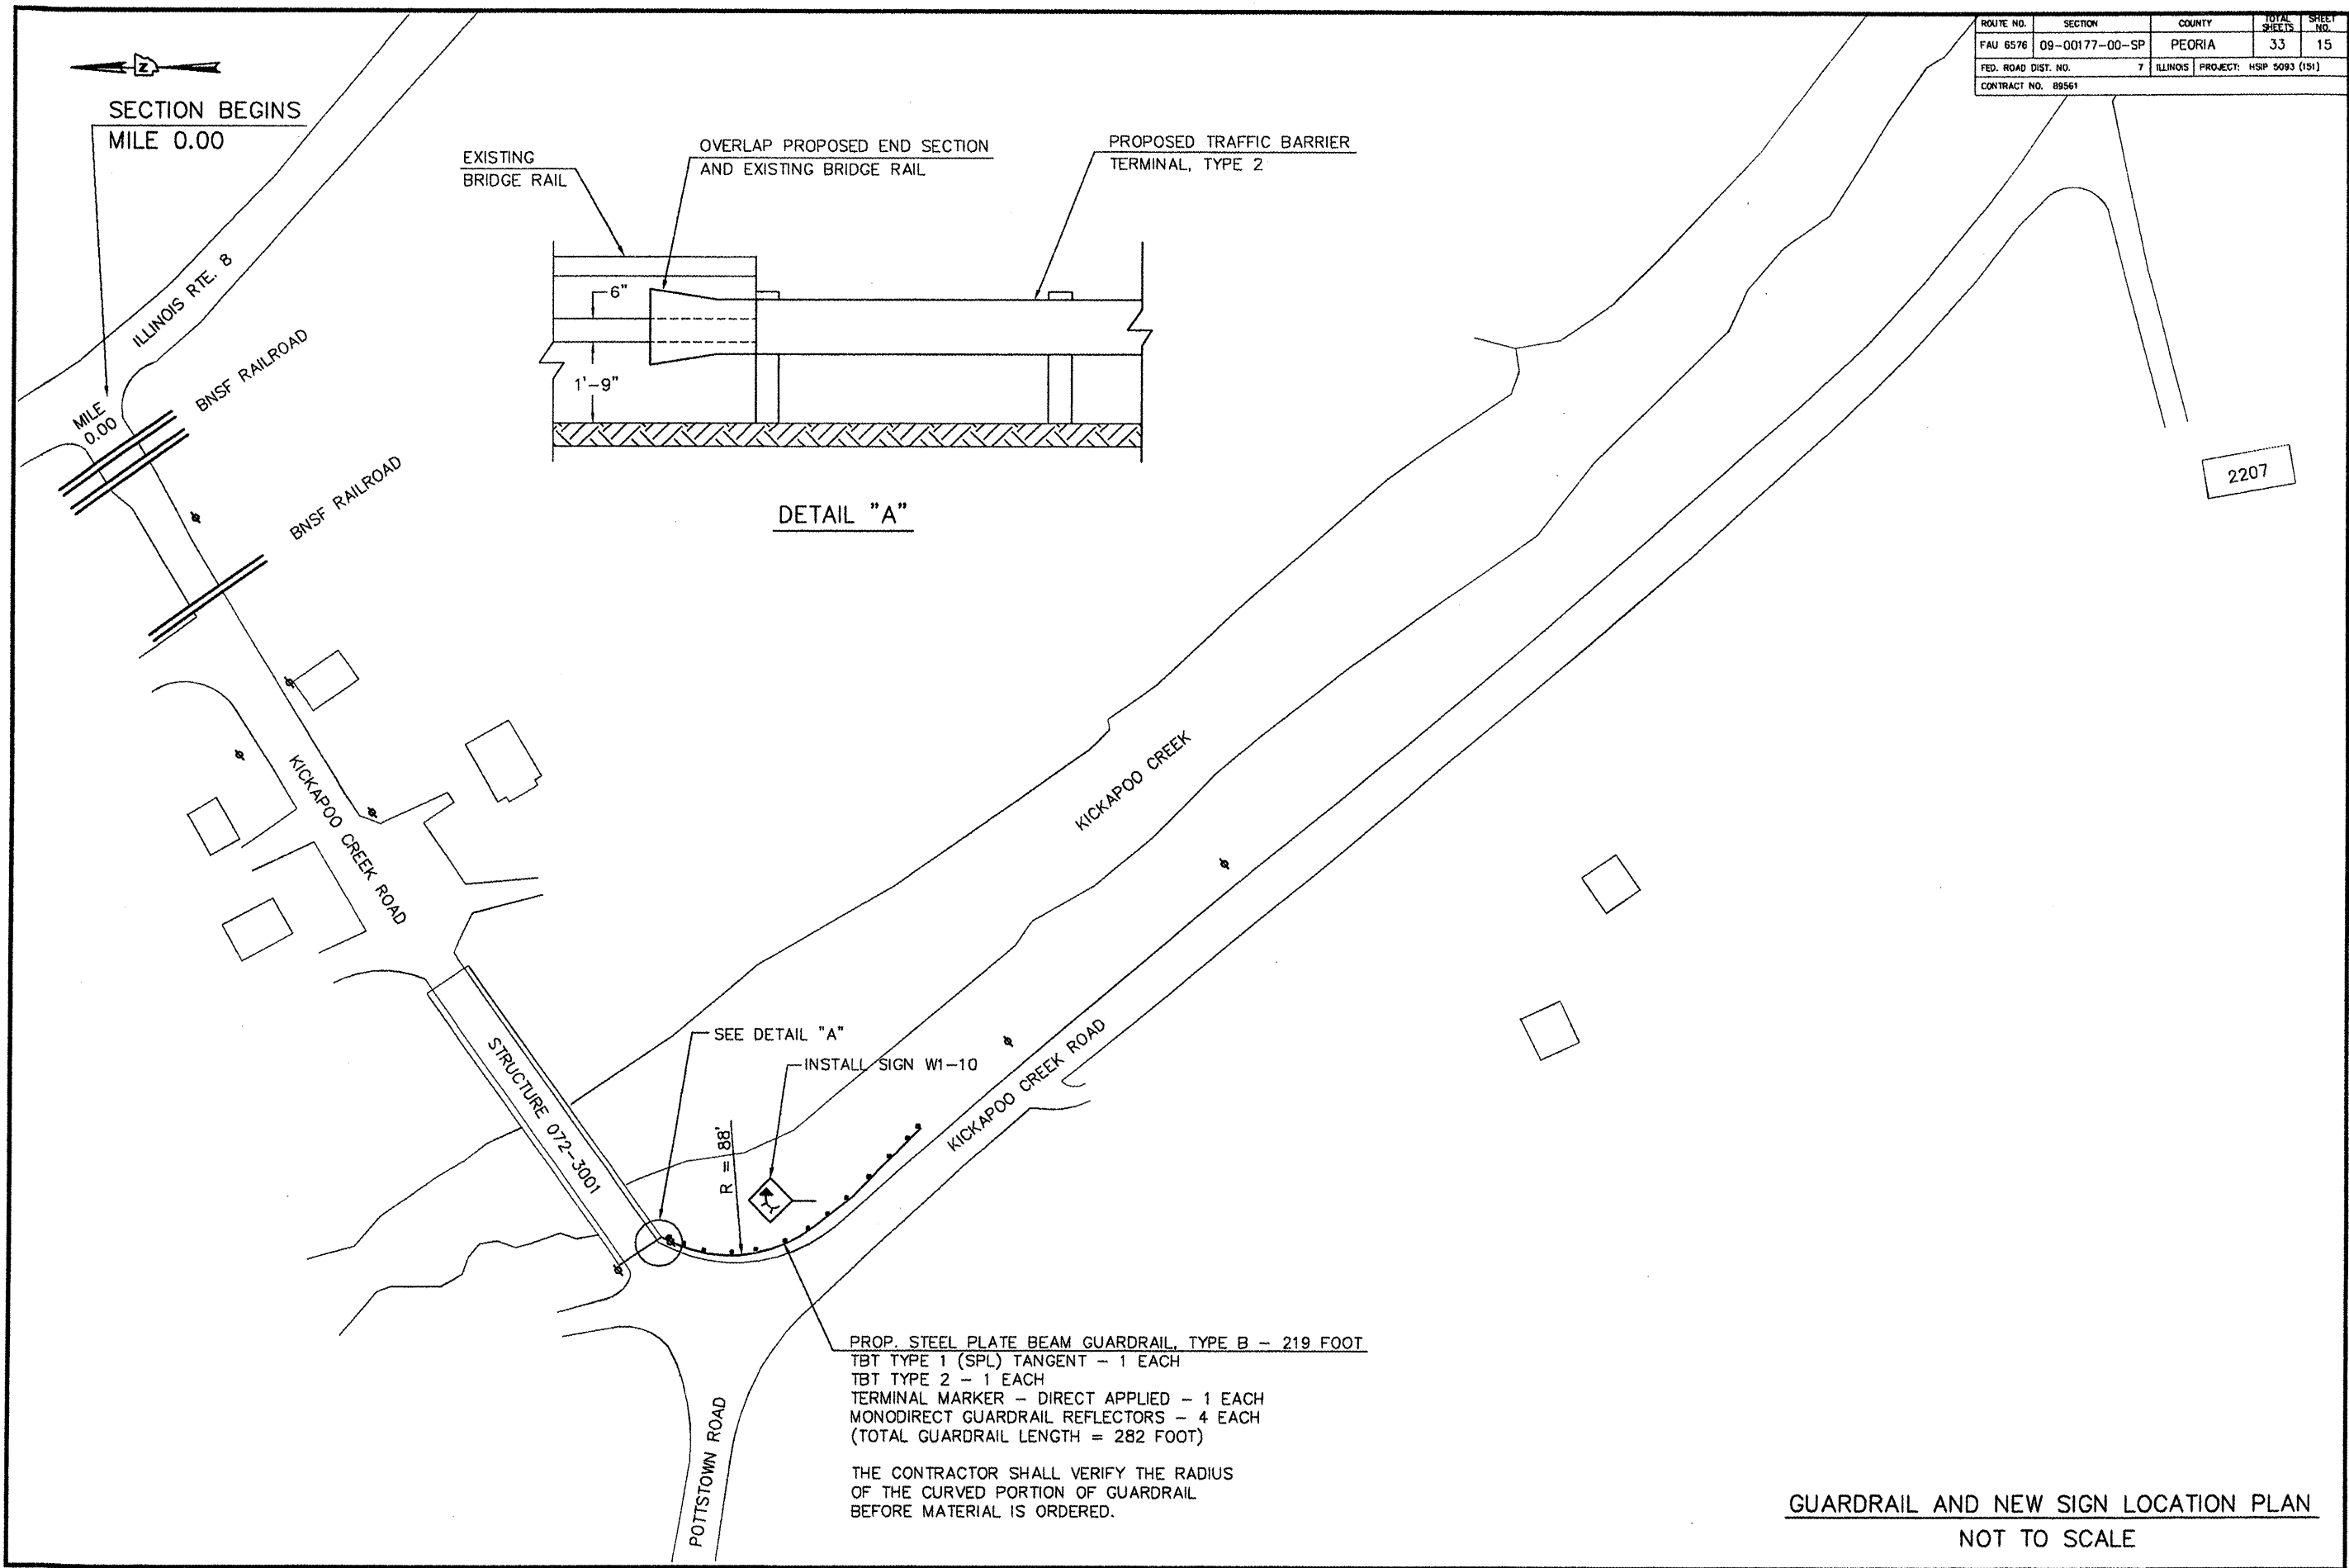 ROUTE NO. SECTION COUNTY TOTAL SHEETS SHEET NO.
FAU 6576 09-00177-00-SP PEORIA 33 15
FED. ROAD DIST. NO. 7 ILLINOIS PROJECT: HSIP 5093 (151)
CONTRACT NO. 89561
Z
SECTION BEGINS
MILE 0.00
EXISTING
BRIDGE RAIL
OVERLAP PROPOSED END SECTION
AND EXISTING BRIDGE RAIL
PROPOSED TRAFFIC BARRIER
TERMINAL, TYPE 2
6"
1'-9"
DETAIL "A"
ILLINOIS RTE. 8
MILE
0.00
BNSF RAILROAD
BNSF RAILROAD
2207
KICKAPOO CREEK ROAD
KICKAPOO CREEK
STRUCTURE 072-3001
SEE DETAIL "A"
INSTALL SIGN W1-10
R = 88'
KICKAPOO CREEK ROAD
POTTSTOWN ROAD
PROP. STEEL PLATE BEAM GUARDRAIL, TYPE B - 219 FOOT
TBT TYPE 1 (SPL) TANGENT - 1 EACH
TBT TYPE 2 - 1 EACH
TERMINAL MARKER - DIRECT APPLIED - 1 EACH
MONODIRECT GUARDRAIL REFLECTORS - 4 EACH
(TOTAL GUARDRAIL LENGTH = 282 FOOT)
THE CONTRACTOR SHALL VERIFY THE RADIUS
OF THE CURVED PORTION OF GUARDRAIL
BEFORE MATERIAL IS ORDERED.
GUARDRAIL AND NEW SIGN LOCATION PLAN
NOT TO SCALE